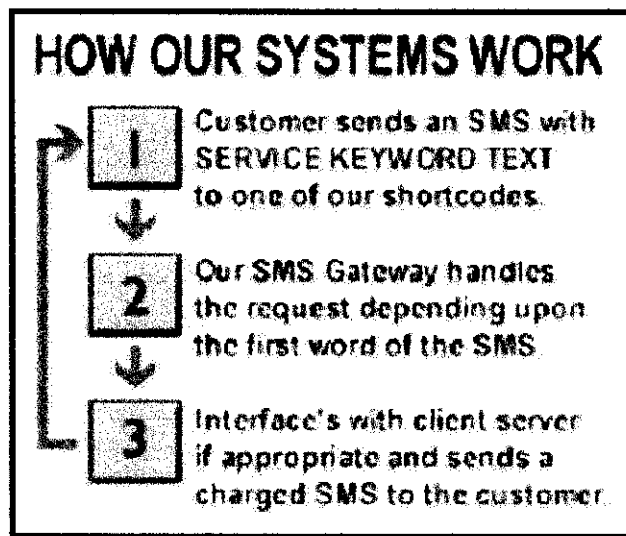 HOW OUR SYSTEMS WORK
1
Customer sends an SMS with
SERVICE KEYWORD TEXT
to one of our shortcodes.
2
Our SMS Gateway handles
the request depending upon
the first word of the SMS
3
Interface's with client server
if appropriate and sends a
charged SMS to the customer.